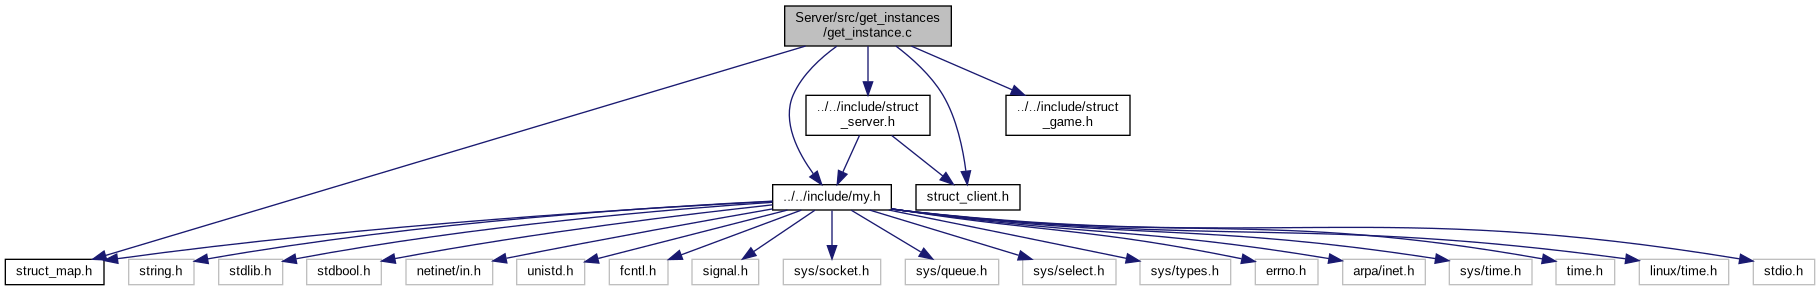 Server/src/get_instances
/get_instance.c
../../include/struct
_server.h
../../include/struct
_game.h
../../include/my.h
struct_client.h
struct_map.h
string.h
stdlib.h
stdbool.h
netinet/in.h
unistd.h
fcntl.h
signal.h
sys/socket.h
sys/queue.h
sys/select.h
sys/types.h
errno.h
arpa/inet.h
sys/time.h
time.h
linux/time.h
stdio.h